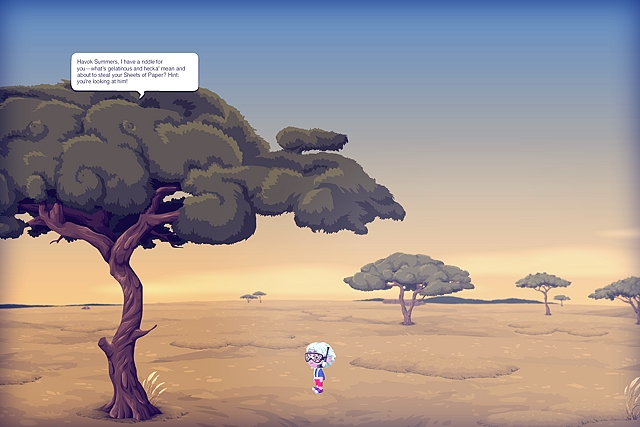 Havok Summers, I have a riddle for
you—what's gelatinous and hecka' mean and
about to steal your Sheets of Paper? Hint:
you're looking at him!